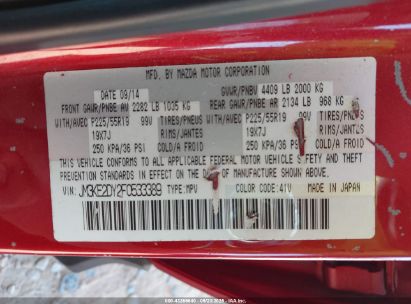 MFD. BY MAZDA MOTOR CORPORATION
DATE 09/14 GVWR/PNBV 4409 LB 2000 KG
FRONT GAWR/PNBE AV 2282 LB 1035 KG REAR GAWR/PNBE AR 2134 LB 968 KG
WITH/AVEC P225/55R19 99V TIRES/PNEUS WITH/AVEC P225/55R19 99V TIRES/PNEUS
19X7J RIMS/JANTES 19X7J RIMS/JANTES
250 KPA/36 PSI COLD/A FROID 250 KPA/36 PSI COLD/A FROID
THIS VEHICLE CONFORMS TO ALL APPLICABLE FEDERAL MOTOR VEHICLE SAFETY, BUMPER, AND
THEFT PREVENTION STANDARDS IN EFFECT ON THE DATE OF MANUFACTURE SHOWN ABOVE.
VIN: JM3KE2DY2F0533389 TYPE: MPV COLOR CODE: 41V MADE IN JAPAN